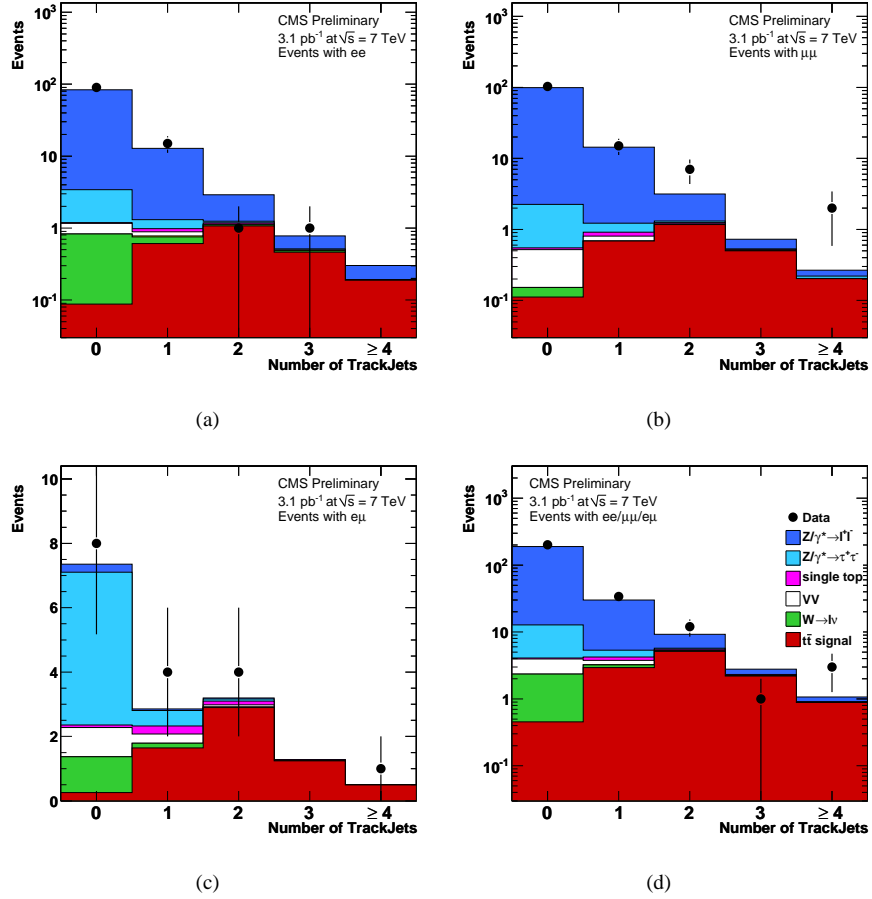 Events
10²
10
1
10⁻¹
CMS Preliminary
3.1 pb⁻¹ at √s = 7 TeV
Events with ee
0 1 2 3 ≥ 4
Number of TrackJets
(a)
Events
10³
10²
10
1
10⁻¹
CMS Preliminary
3.1 pb⁻¹ at √s = 7 TeV
Events with μμ
0 1 2 3 ≥ 4
Number of TrackJets
(b)
Events
10
8
6
4
2
0
CMS Preliminary
3.1 pb⁻¹ at √s = 7 TeV
Events with eμ
0 1 2 3 ≥ 4
Number of TrackJets
(c)
Events
10³
10²
10
1
10⁻¹
CMS Preliminary
3.1 pb⁻¹ at √s = 7 TeV
Events with ee/μμ/eμ
Data
Z/γ*→l⁺l⁻
Z/γ*→τ⁺τ⁻
single top
VV
W→lν
tt̄ signal
0 1 2 3 ≥ 4
Number of TrackJets
(d)